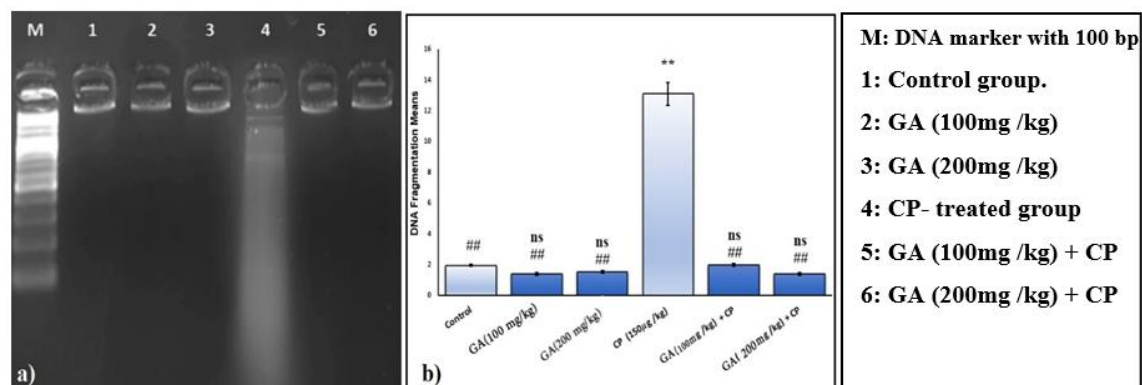 M 1 2 3 4 5 6
a)
DNA Fragmentation Means
16
14
12
10
8
6
4
2
0
##
ns
##
ns
##
**
ns
##
ns
##
Control
GA(100 mg/kg)
GA(200 mg/kg)
CP (150µg /kg)
GA(100mg /kg) + CP
GA( 200mg /kg) + CP
b)
M: DNA marker with 100 bp
1: Control group.
2: GA (100mg /kg)
3: GA (200mg /kg)
4: CP- treated group
5: GA (100mg/kg) + CP
6: GA (200mg /kg) + CP